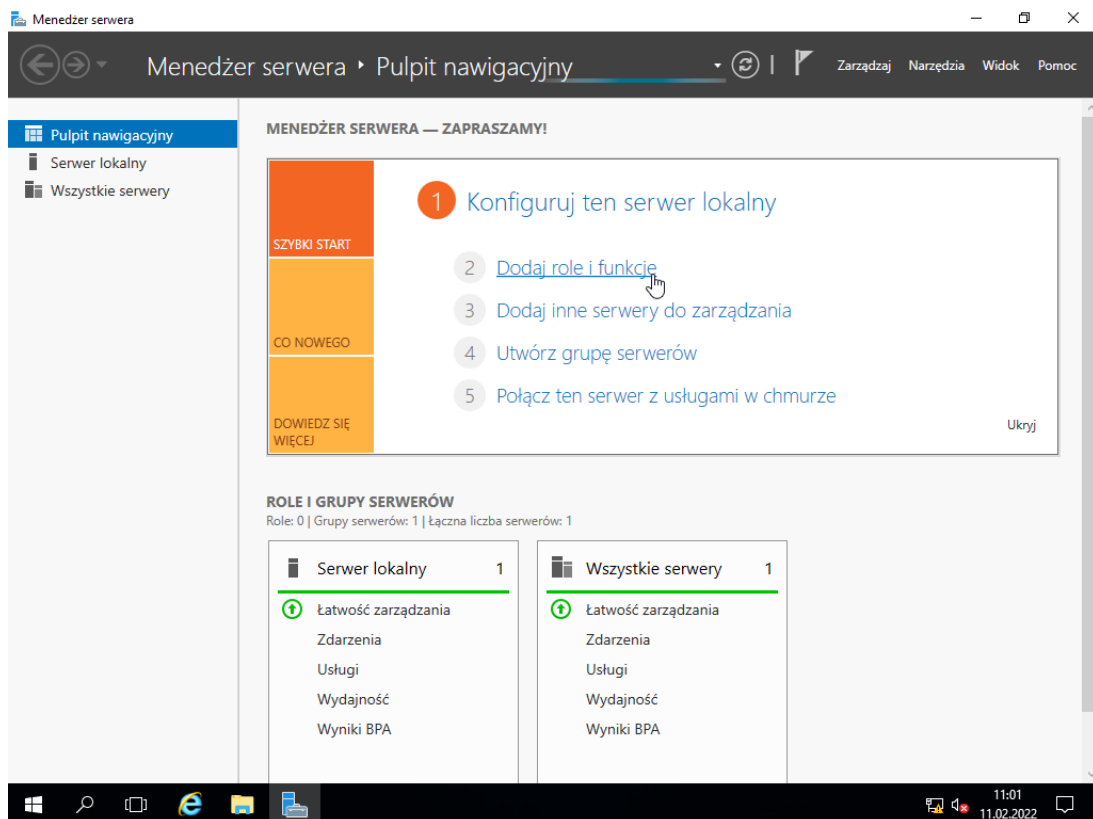 Menedżer serwera
Menedżer serwera ‣ Pulpit nawigacyjny
Zarządzaj Narzędzia Widok Pomoc
Pulpit nawigacyjny
Serwer lokalny
Wszystkie serwery
MENEDŻER SERWERA — ZAPRASZAMY!
SZYBKI START
CO NOWEGO
DOWIEDZ SIĘ
WIĘCEJ
1 Konfiguruj ten serwer lokalny
2 Dodaj role i funkcje
3 Dodaj inne serwery do zarządzania
4 Utwórz grupę serwerów
5 Połącz ten serwer z usługami w chmurze
Ukryj
ROLE I GRUPY SERWERÓW
Role: 0 | Grupy serwerów: 1 | Łączna liczba serwerów: 1
Serwer lokalny 1
Łatwość zarządzania
Zdarzenia
Usługi
Wydajność
Wyniki BPA
Wszystkie serwery 1
Łatwość zarządzania
Zdarzenia
Usługi
Wydajność
Wyniki BPA
11:01
11.02.2022